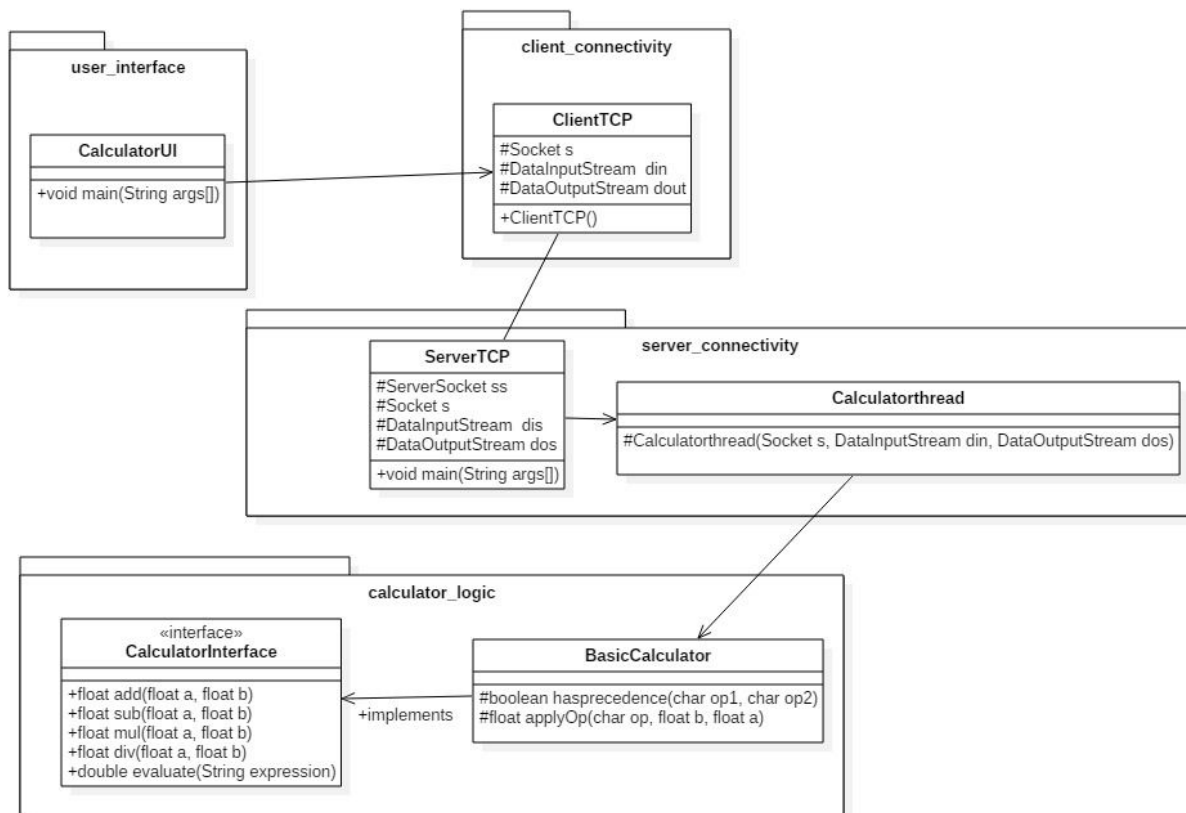 user_interface
CalculatorUI
+void main(String args[])
client_connectivity
ClientTCP
#Socket s
#DataInputStream din
#DataOutputStream dout
+ClientTCP()
server_connectivity
ServerTCP
#ServerSocket ss
#Socket s
#DataInputStream dis
#DataOutputStream dos
+void main(String args[])
Calculatorthread
#Calculatorthread(Socket s, DataInputStream din, DataOutputStream dos)
calculator_logic
«interface»
CalculatorInterface
+float add(float a, float b)
+float sub(float a, float b)
+float mul(float a, float b)
+float div(float a, float b)
+double evaluate(String expression)
+implements
BasicCalculator
#boolean hasprecedence(char op1, char op2)
#float applyOp(char op, float b, float a)